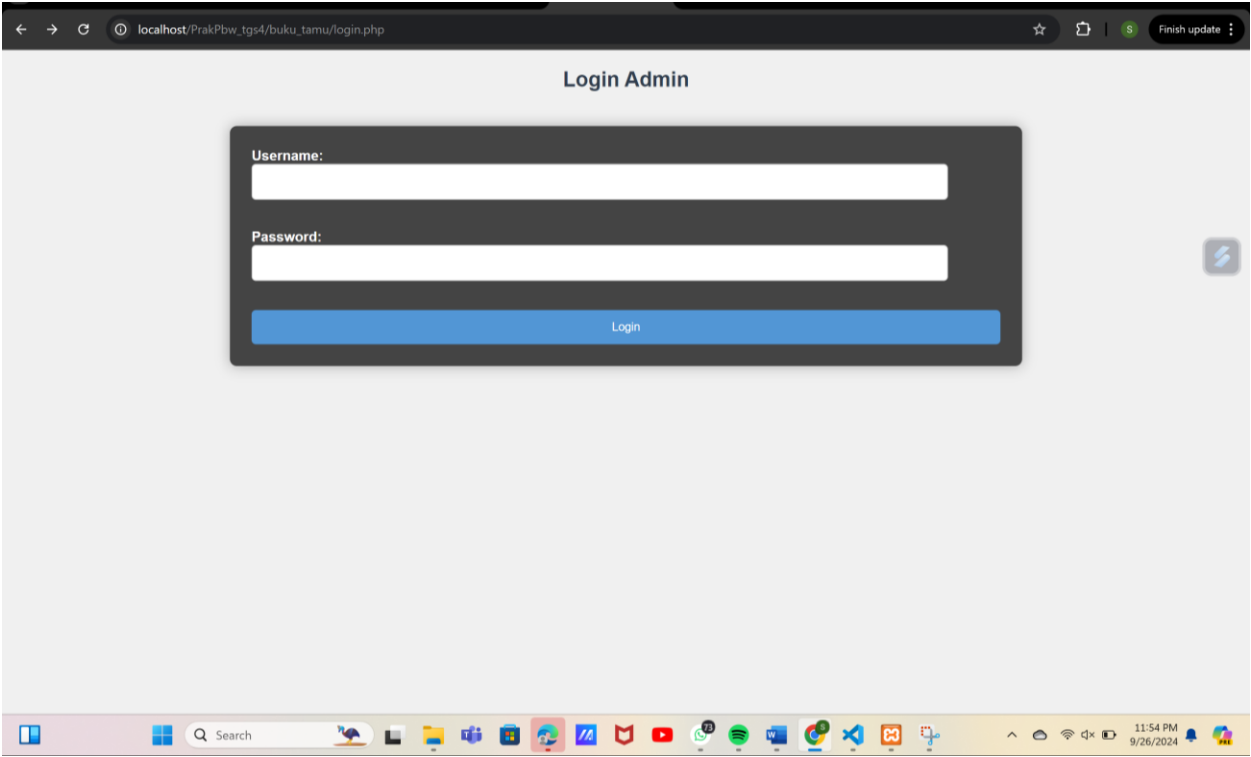 localhost/PrakPbw_tgs4/buku_tamu/login.php
S
Finish update
Login Admin
Username:
Password:
Login
Search
73
11:54 PM
9/26/2024